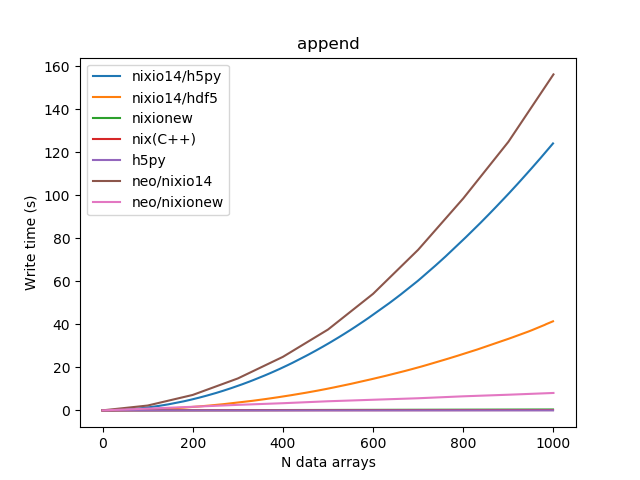 append
160
140
120
100
80
60
40
20
0
Write time (s)
nixio14/h5py
nixio14/hdf5
nixionew
nix(C++)
h5py
neo/nixio14
neo/nixionew
0 200 400 600 800 1000
N data arrays